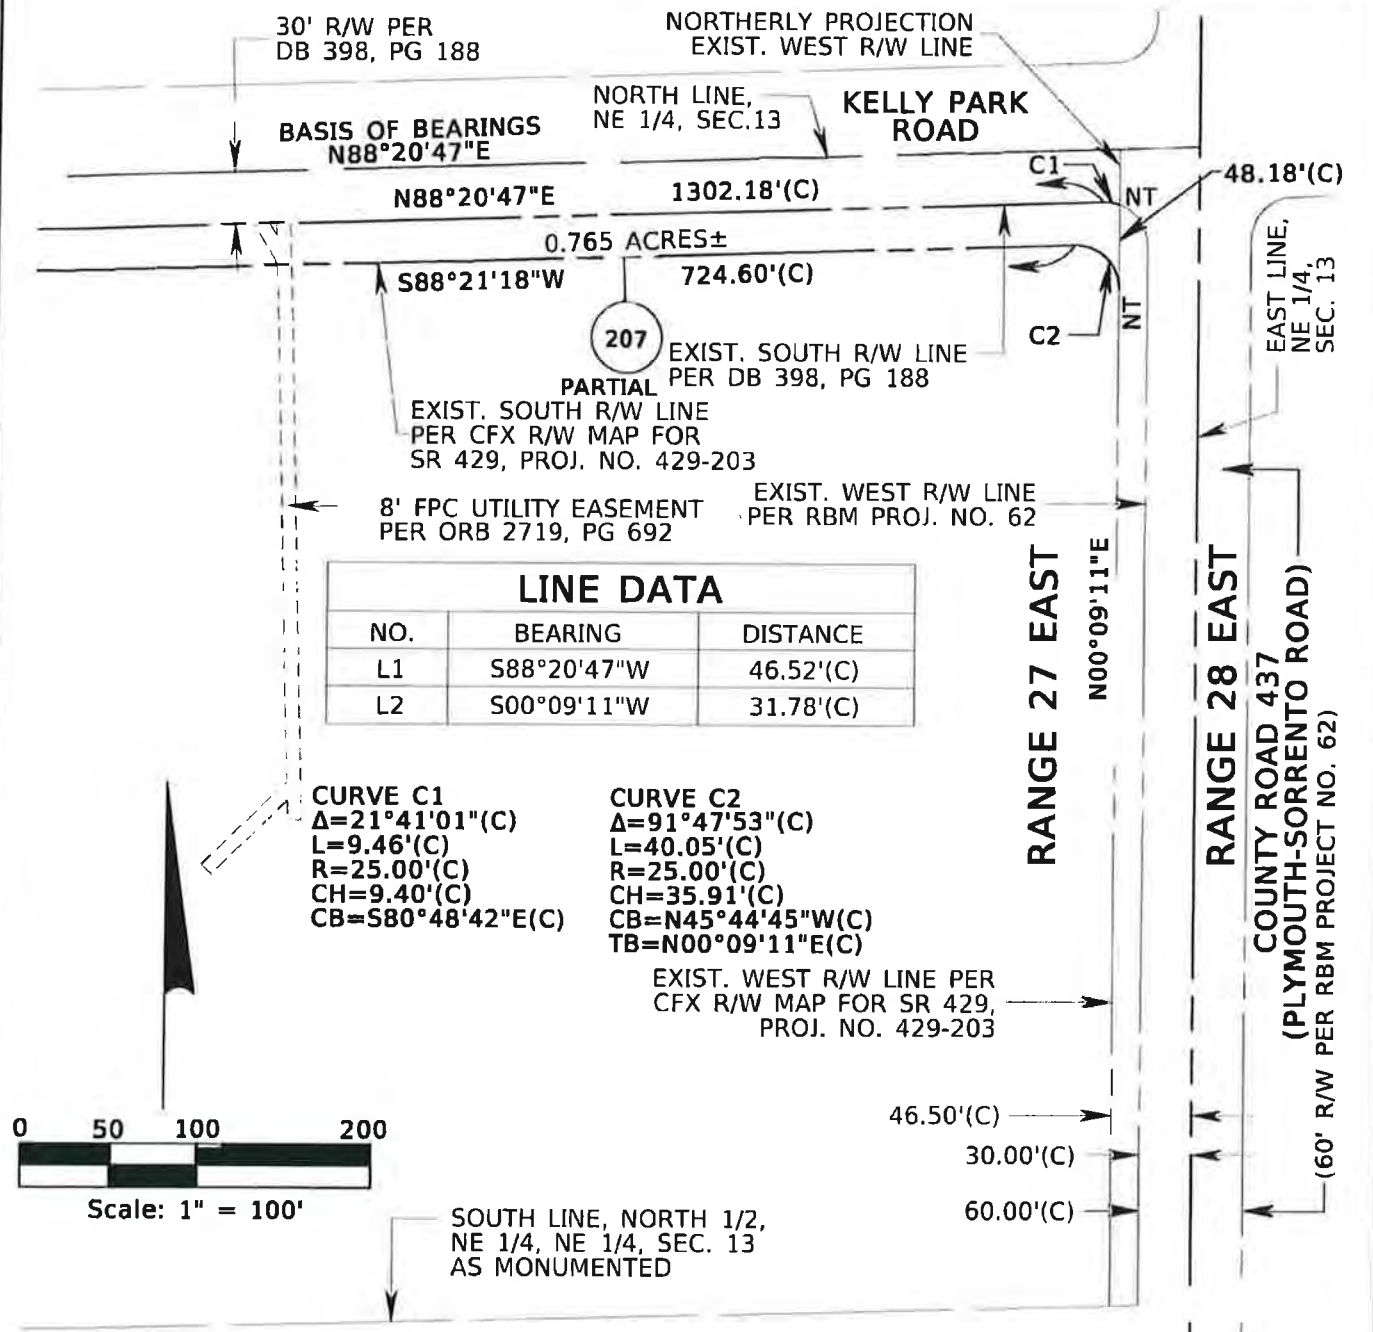 30' R/W PER
DB 398, PG 188
NORTHERLY PROJECTION
EXIST. WEST R/W LINE
NORTH LINE,
NE 1/4, SEC.13
KELLY PARK
ROAD
BASIS OF BEARINGS
N88°20'47"E
C1
NT
48.18'(C)
N88°20'47"E
1302.18'(C)
0.765 ACRES±
S88°21'18"W
724.60'(C)
NT
C2
EAST LINE,
NE 1/4,
SEC. 13
207
PARTIAL
EXIST. SOUTH R/W LINE
PER DB 398, PG 188
EXIST. SOUTH R/W LINE
PER CFX R/W MAP FOR
SR 429, PROJ. NO. 429-203
8' FPC UTILITY EASEMENT
PER ORB 2719, PG 692
EXIST. WEST R/W LINE
PER RBM PROJ. NO. 62
LINE DATA
NO. BEARING DISTANCE
L1 S88°20'47"W 46.52'(C)
L2 S00°09'11"W 31.78'(C)
RANGE 27 EAST
N00°09'11"E
RANGE 28 EAST
COUNTY ROAD 437
(PLYMOUTH-SORRENTO ROAD)
(60' R/W PER RBM PROJECT NO. 62)
CURVE C1
Δ=21°41'01"(C)
L=9.46'(C)
R=25.00'(C)
CH=9.40'(C)
CB=S80°48'42"E(C)
CURVE C2
Δ=91°47'53"(C)
L=40.05'(C)
R=25.00'(C)
CH=35.91'(C)
CB=N45°44'45"W(C)
TB=N00°09'11"E(C)
EXIST. WEST R/W LINE PER
CFX R/W MAP FOR SR 429,
PROJ. NO. 429-203
46.50'(C)
30.00'(C)
60.00'(C)
0 50 100 200
Scale: 1" = 100'
SOUTH LINE, NORTH 1/2,
NE 1/4, NE 1/4, SEC. 13
AS MONUMENTED